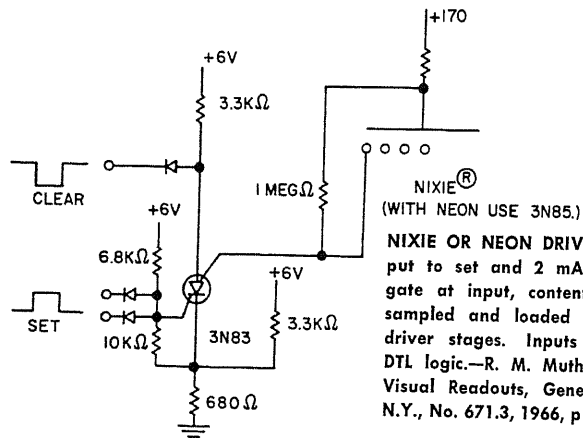 +170
+6V
3.3KΩ
CLEAR
1 MEGΩ
NIXIE®
(WITH NEON USE 3N85.)
+6V
6.8KΩ
+6V
SET
10KΩ
3N83
3.3KΩ
680Ω
NIXIE OR NEON DRIV
put to set and 2 mA
gate at input, conten
sampled and loaded
driver stages. Inputs
DTL logic.—R. M. Muth
Visual Readouts, Gene
N.Y., No. 671.3, 1966, p